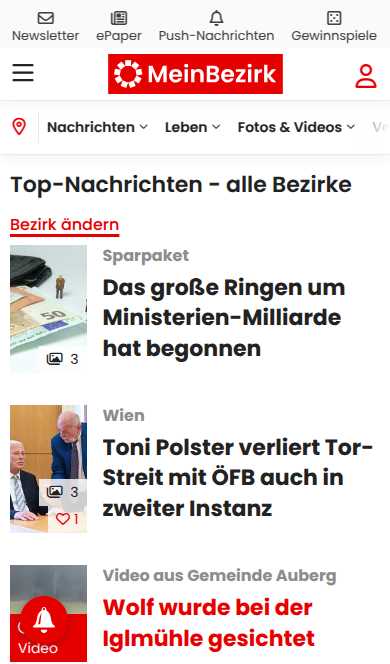 Newsletter ePaper Push-Nachrichten Gewinnspiele
MeinBezirk
Nachrichten Leben Fotos & Videos Ve
Top-Nachrichten - alle Bezirke
Bezirk ändern
Sparpaket
Das große Ringen um
Ministerien-Milliarde
hat begonnen
50
3
Wien
Toni Polster verliert Tor-
Streit mit ÖFB auch in
zweiter Instanz
3
1
Video aus Gemeinde Auberg
Wolf wurde bei der
Iglmühle gesichtet
Video